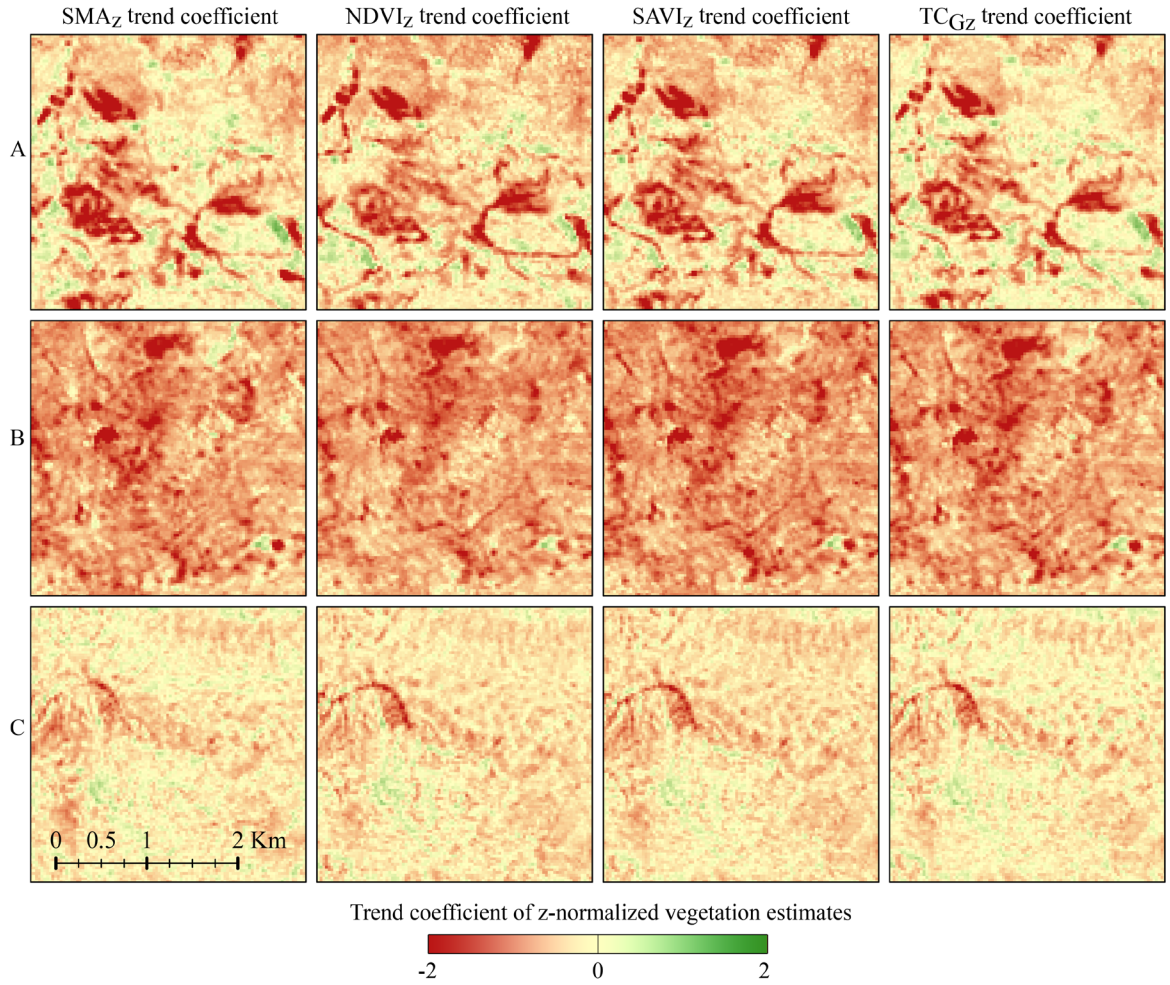 SMAz trend coefficient NDVIz trend coefficient SAVIz trend coefficient TCGz trend coefficient
A
B
C
0 0.5 1 2 Km
Trend coefficient of z-normalized vegetation estimates
-2 0 2